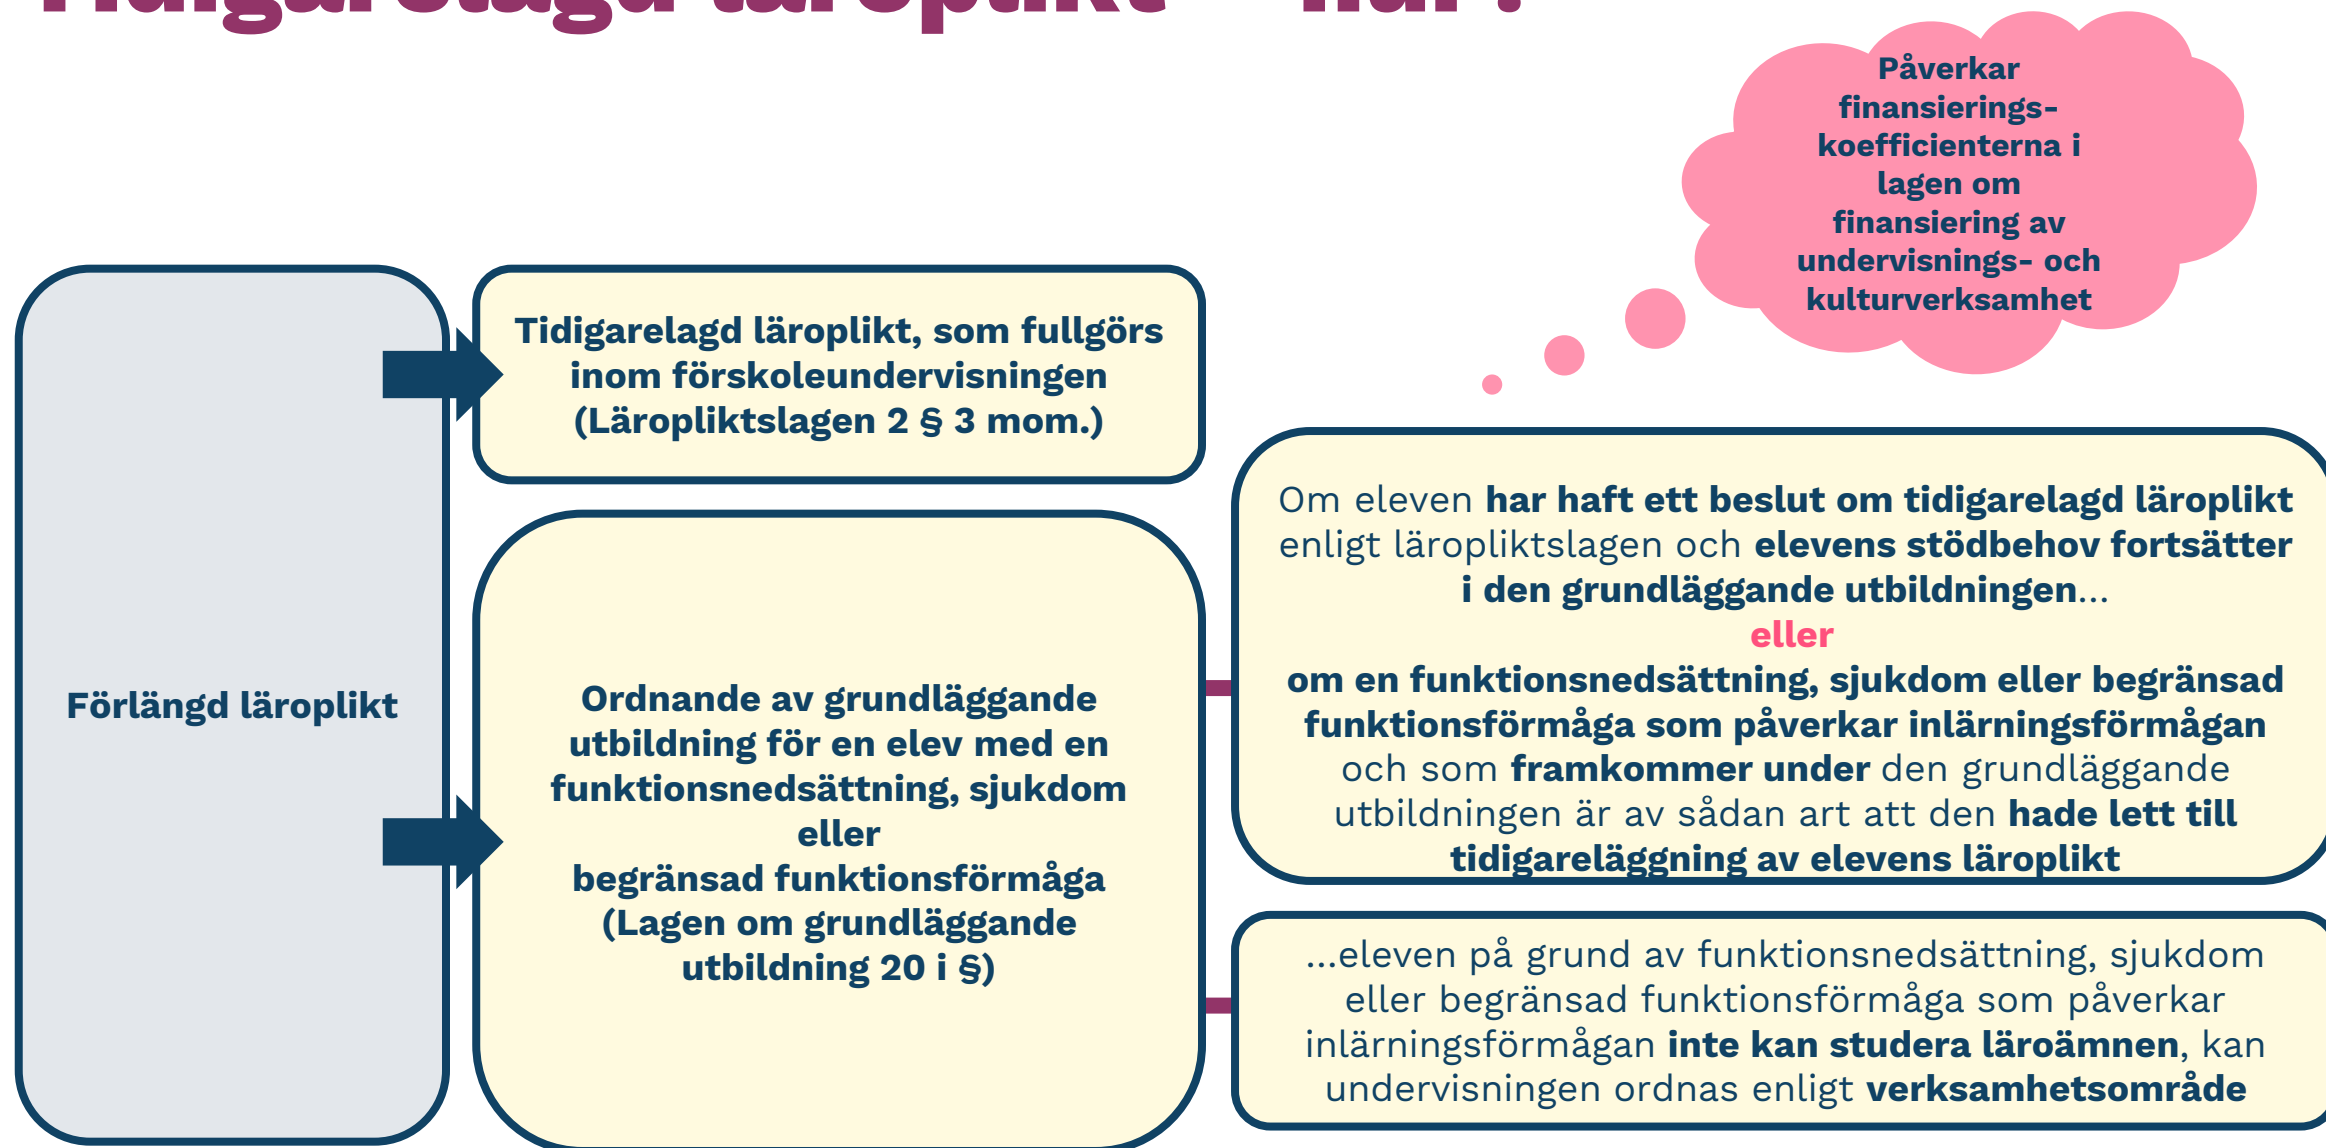 Tidigarelagd läroplikt – hur?
Påverkar
finansierings-
koefficienterna i
lagen om
finansiering av
undervisnings- och
kulturverksamhet
Förlängd läroplikt
Tidigarelagd läroplikt, som fullgörs
inom förskoleundervisningen
(Läropliktslagen 2 § 3 mom.)
Ordnande av grundläggande
utbildning för en elev med en
funktionsnedsättning, sjukdom
eller
begränsad funktionsförmåga
(Lagen om grundläggande
utbildning 20 i §)
Om eleven har haft ett beslut om tidigarelagd läroplikt
enligt läropliktslagen och elevens stödbehov fortsätter
i den grundläggande utbildningen...
eller
om en funktionsnedsättning, sjukdom eller begränsad
funktionsförmåga som påverkar inlärningsförmågan
och som framkommer under den grundläggande
utbildningen är av sådan art att den hade lett till
tidigareläggning av elevens läroplikt
...eleven på grund av funktionsnedsättning, sjukdom
eller begränsad funktionsförmåga som påverkar
inlärningsförmågan inte kan studera läroämnen, kan
undervisningen ordnas enligt verksamhetsområde